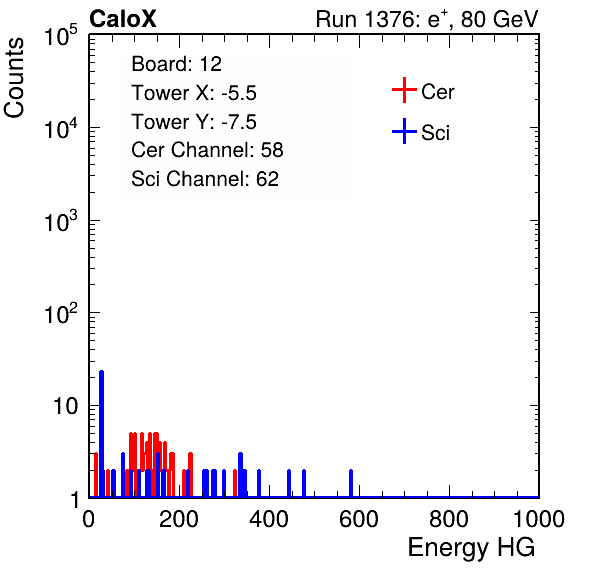 CaloX Run 1376: e⁺, 80 GeV
Counts
Board: 12
Tower X: -5.5
Tower Y: -7.5
Cer Channel: 58
Sci Channel: 62
Cer
Sci
10⁵
10⁴
10³
10²
10
1
0 200 400 600 800 1000
Energy HG